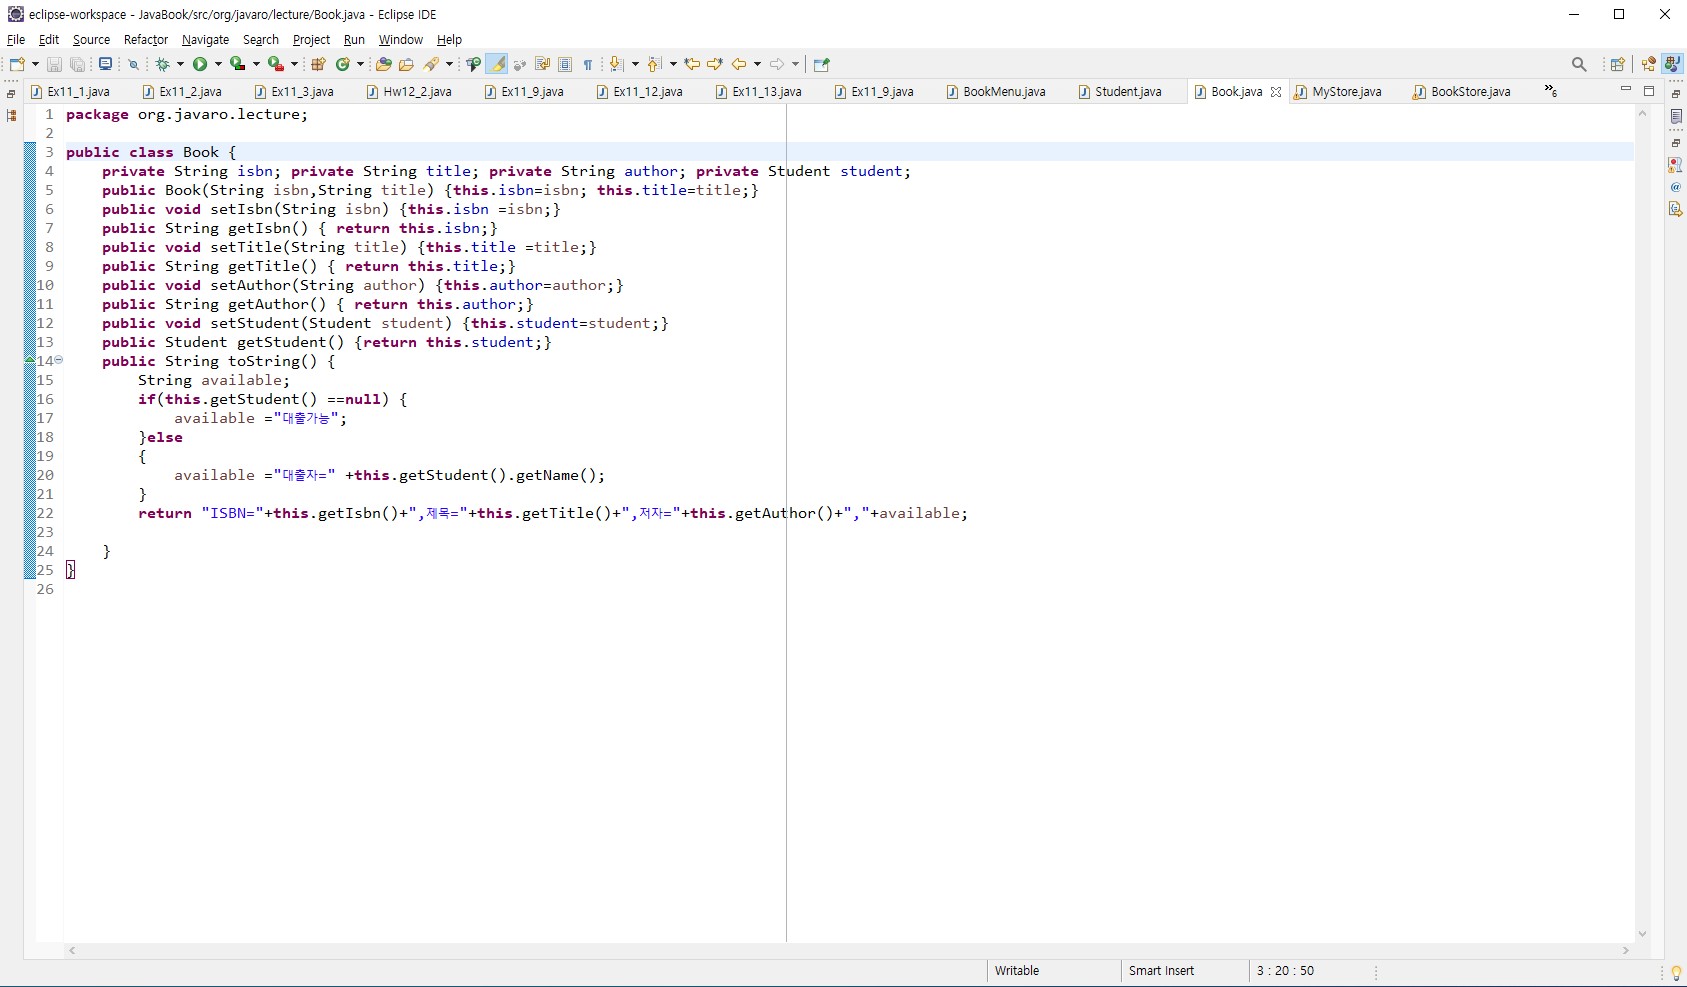 eclipse-workspace - JavaBook/src/org/javaro/lecture/Book.java - Eclipse IDE
File Edit Source Refactor Navigate Search Project Run Window Help
Ex11_1.java Ex11_2.java Ex11_3.java Hw12_2.java Ex11_9.java Ex11_12.java Ex11_13.java Ex11_9.java BookMenu.java Student.java Book.java MyStore.java BookStore.java »6
1 package org.javaro.lecture;
2
3 public class Book {
4 private String isbn; private String title; private String author; private Student student;
5 public Book(String isbn,String title) {this.isbn=isbn; this.title=title;}
6 public void setIsbn(String isbn) {this.isbn =isbn;}
7 public String getIsbn() { return this.isbn;}
8 public void setTitle(String title) {this.title =title;}
9 public String getTitle() { return this.title;}
10 public void setAuthor(String author) {this.author=author;}
11 public String getAuthor() { return this.author;}
12 public void setStudent(Student student) {this.student=student;}
13 public Student getStudent() {return this.student;}
14 public String toString() {
15 String available;
16 if(this.getStudent() ==null) {
17 available ="대출가능";
18 }else
19 {
20 available ="대출자=" +this.getStudent().getName();
21 }
22 return "ISBN="+this.getIsbn()+",제목="+this.getTitle()+",저자="+this.getAuthor()+","+available;
23
24 }
25 }
26
Writable Smart Insert 3 : 20 : 50